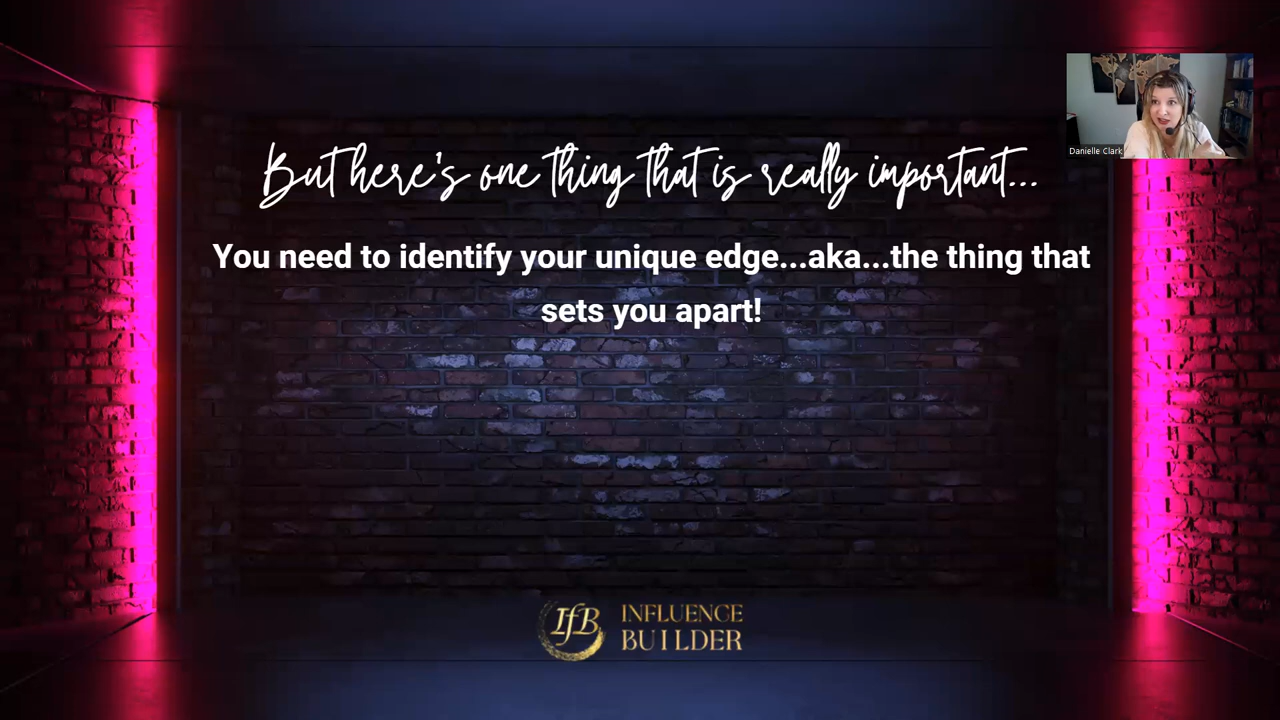 Danielle Clark
But here's one thing that is really important...
You need to identify your unique edge...aka...the thing that
sets you apart!
IfB
INFLUENCE
BUILDER